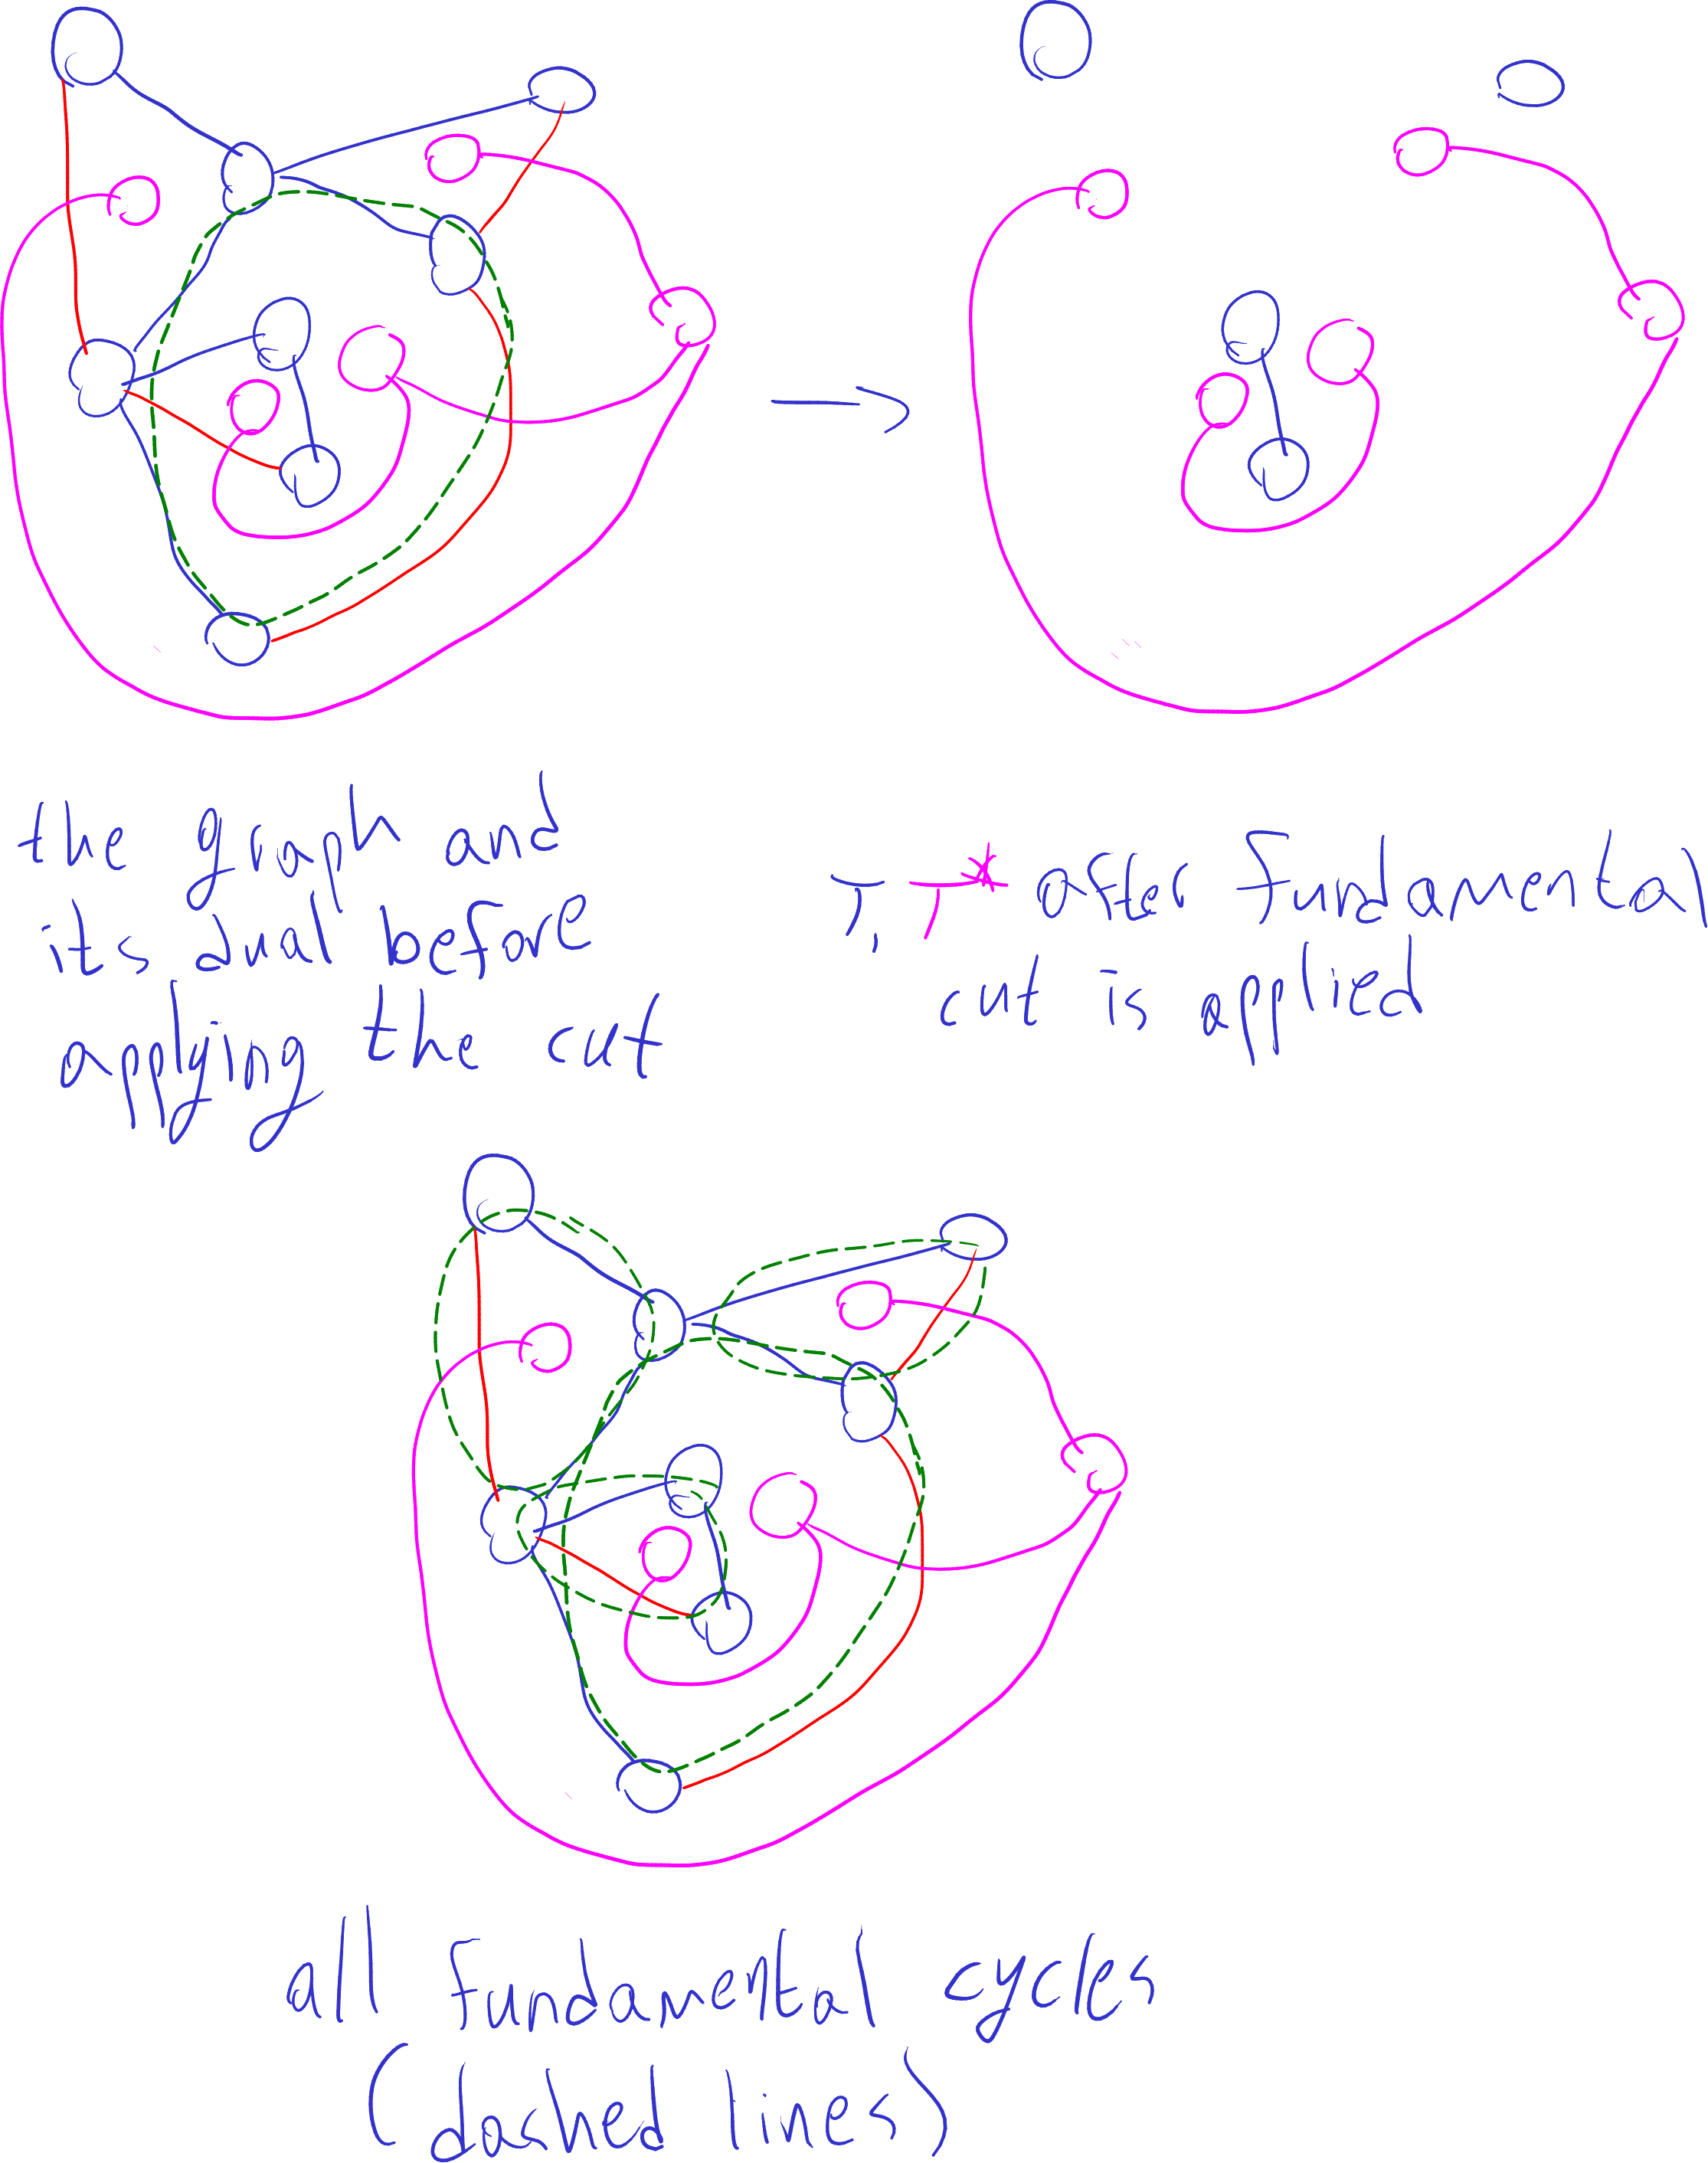 the graph and
its dual before
applying the cut
T, T* after fundamental
cut is applied
all fundamental cycles
(dashed lines)